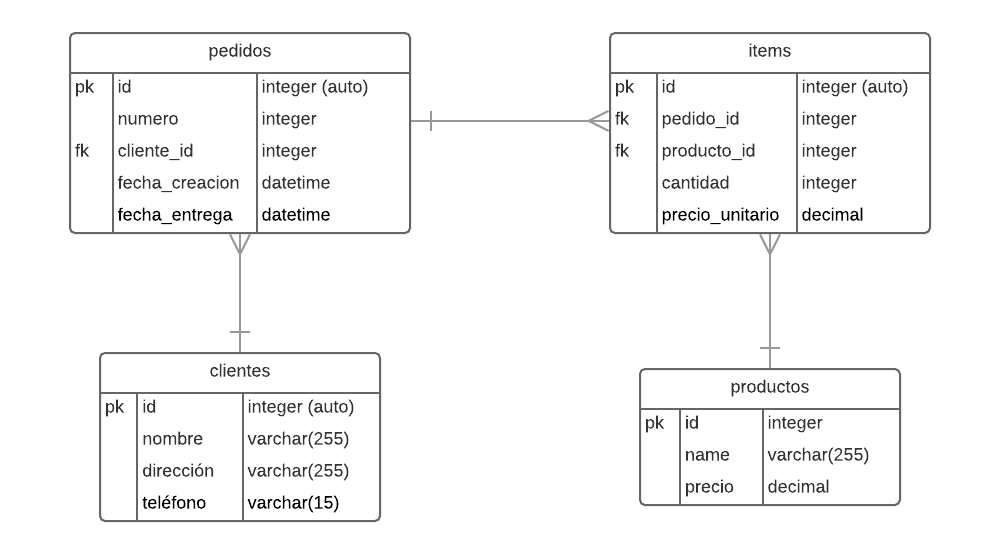 pedidos
pk id integer (auto)
numero integer
fk cliente_id integer
fecha_creacion datetime
fecha_entrega datetime
items
pk id integer (auto)
fk pedido_id integer
fk producto_id integer
cantidad integer
precio_unitario decimal
clientes
pk id integer (auto)
nombre varchar(255)
dirección varchar(255)
teléfono varchar(15)
productos
pk id integer
name varchar(255)
precio decimal